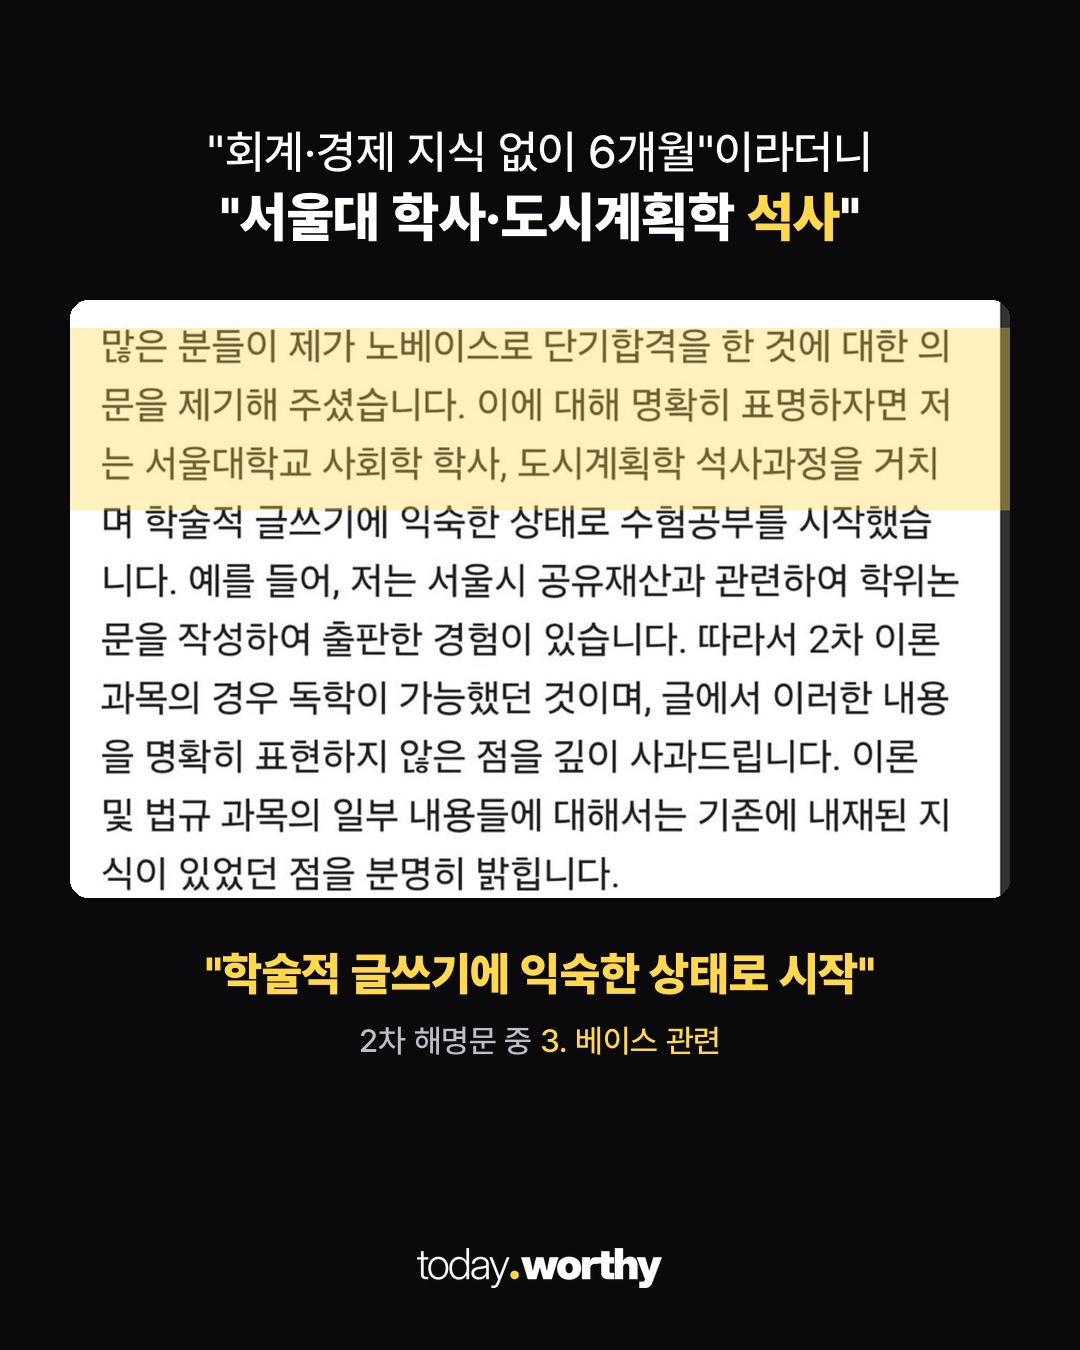 "회계·경제 지식 없이 6개월"이라더니
"서울대 학사·도시계획학 석사"
많은 분들이 제가 노베이스로 단기합격을 한 것에 대한 의
문을 제기해 주셨습니다. 이에 대해 명확히 표명하자면 저
는 서울대학교 사회학 학사, 도시계획학 석사과정을 거치
며 학술적 글쓰기에 익숙한 상태로 수험공부를 시작했습
니다. 예를 들어, 저는 서울시 공유재산과 관련하여 학위논
문을 작성하여 출판한 경험이 있습니다. 따라서 2차 이론
과목의 경우 독학이 가능했던 것이며, 글에서 이러한 내용
을 명확히 표현하지 않은 점을 깊이 사과드립니다. 이론
및 법규 과목의 일부 내용들에 대해서는 기존에 내재된 지
식이 있었던 점을 분명히 밝힙니다.
"학술적 글쓰기에 익숙한 상태로 시작"
2차 해명문 중 3. 베이스 관련
today.worthy